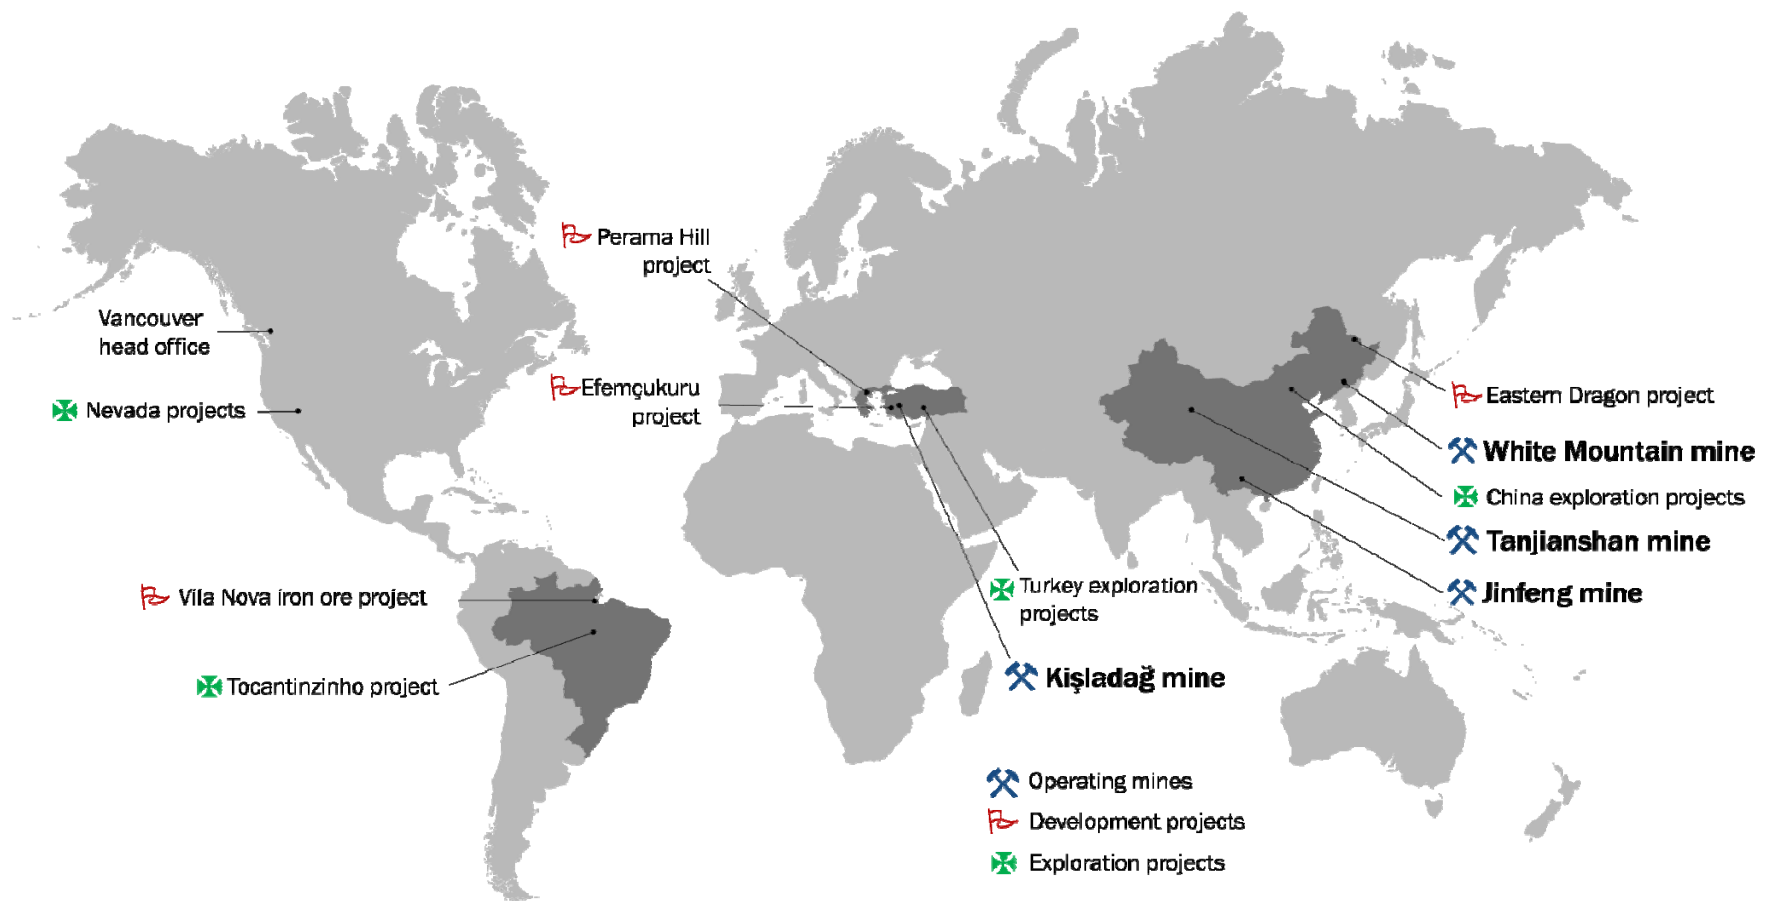 Perama Hill
project
Vancouver
head office
Efemçukuru
project
Nevada projects
Eastern Dragon project
White Mountain mine
China exploration projects
Tanjianshan mine
Jinfeng mine
Turkey exploration
projects
Vila Nova iron ore project
Tocantinzinho project
Kişladağ mine
Operating mines
Development projects
Exploration projects